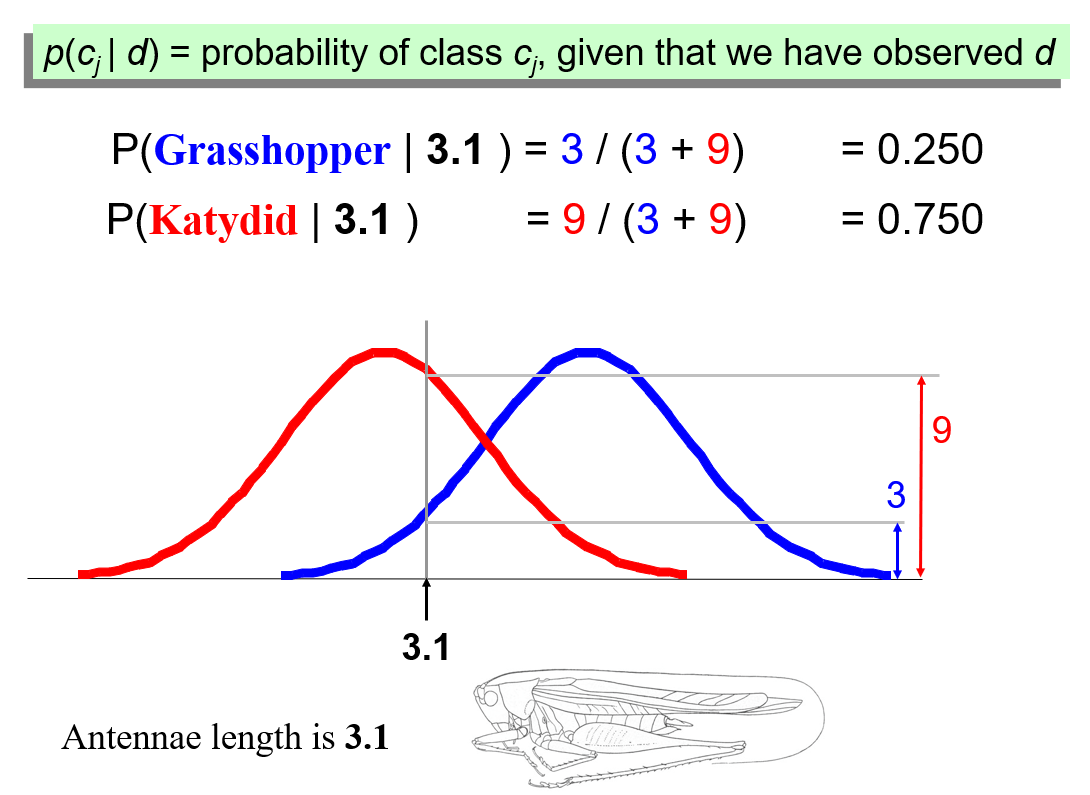 p(cj | d) = probability of class cj, given that we have observed d
P(Grasshopper | 3.1 ) = 3 / (3 + 9) = 0.250
P(Katydid | 3.1 ) = 9 / (3 + 9) = 0.750
9
3
3.1
Antennae length is 3.1